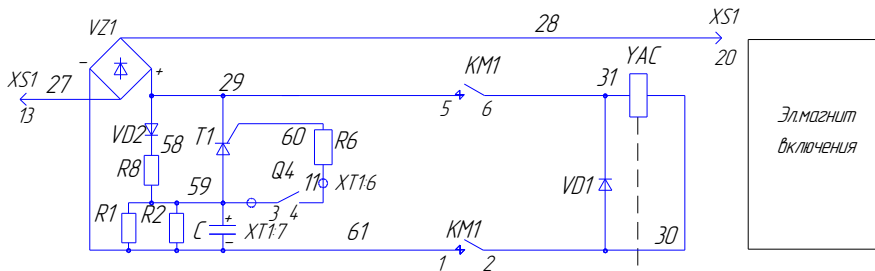 VZ1
28
XS1
20
-
+
XS1
27
13
29
KM1
5
6
31
YAC
Эл.магнит
включения
VD2
58
T1
60
R6
R8
Q4
11
XT1:6
59
3
4
VD1
R1
R2
C
+
-
XT1:7
61
KM1
1
2
30